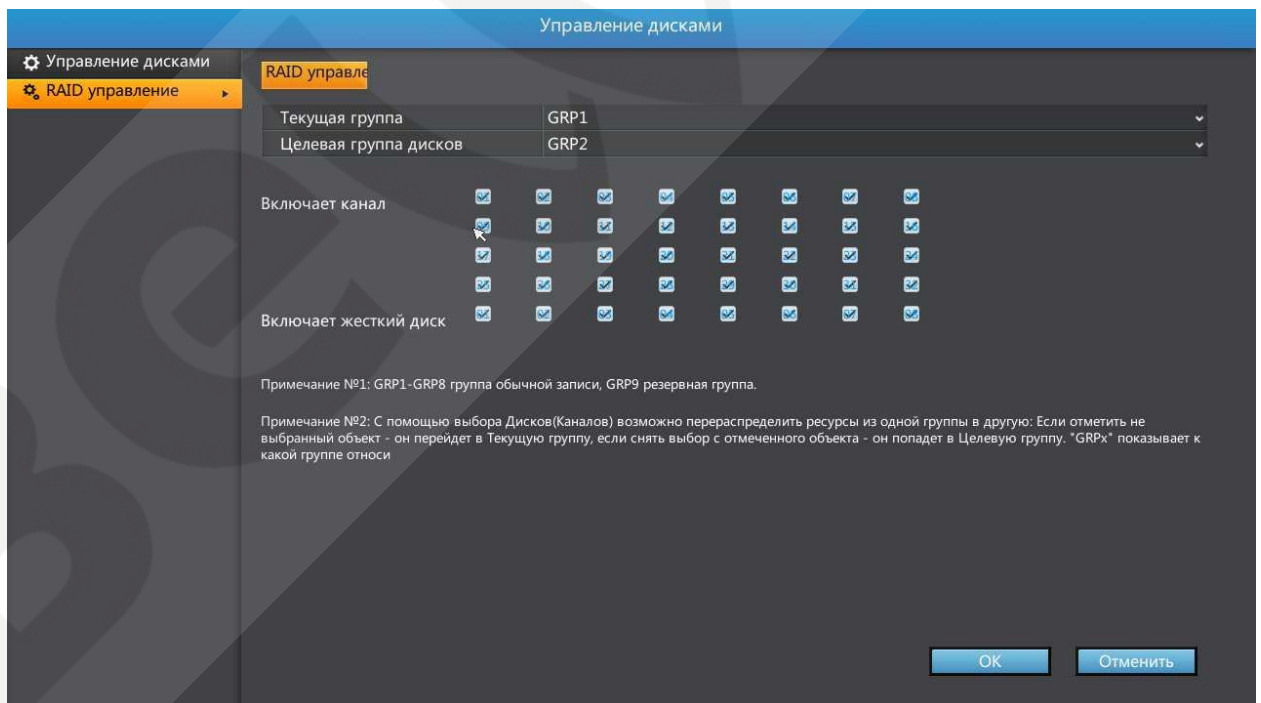 Управление дисками
Управление дисками
RAID управление
RAID управле
Текущая группа GRP1
Целевая группа дисков GRP2
Включает канал
Включает жесткий диск
Примечание №1: GRP1-GRP8 группа обычной записи, GRP9 резервная группа.
Примечание №2: С помощью выбора Дисков(Каналов) возможно перераспределить ресурсы из одной группы в другую: Если отметить не
выбранный объект - он перейдет в Текущую группу, если снять выбор с отмеченного объекта - он попадет в Целевую группу. "GRPx" показывает к
какой группе относи
OK Отменить